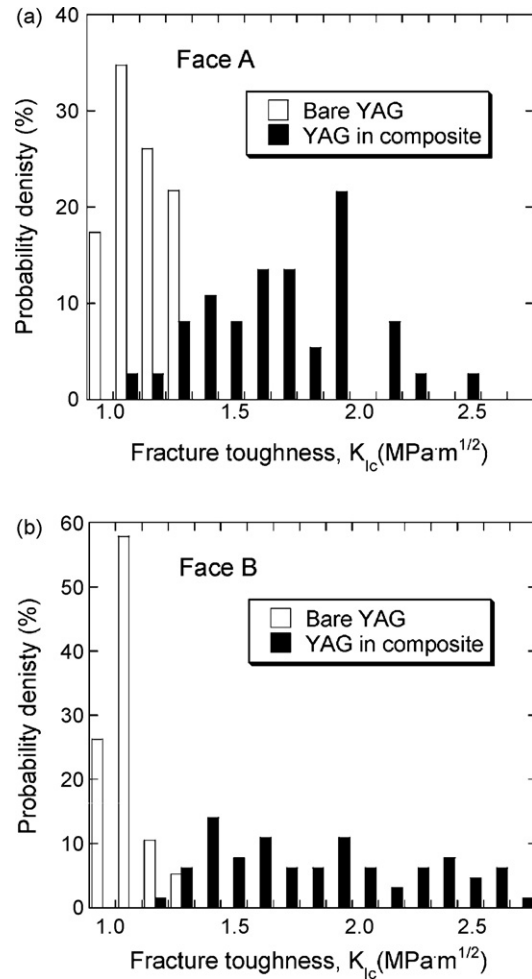 (a)
40
30
20
10
0
Probability denisty (%)
Face A
Bare YAG
YAG in composite
1.0 1.5 2.0 2.5
Fracture toughness, K_Ic(MPa·m^1/2)
(b)
60
50
40
30
20
10
0
Probability denisty (%)
Face B
Bare YAG
YAG in composite
1.0 1.5 2.0 2.5
Fracture toughness, K_Ic(MPa·m^1/2)